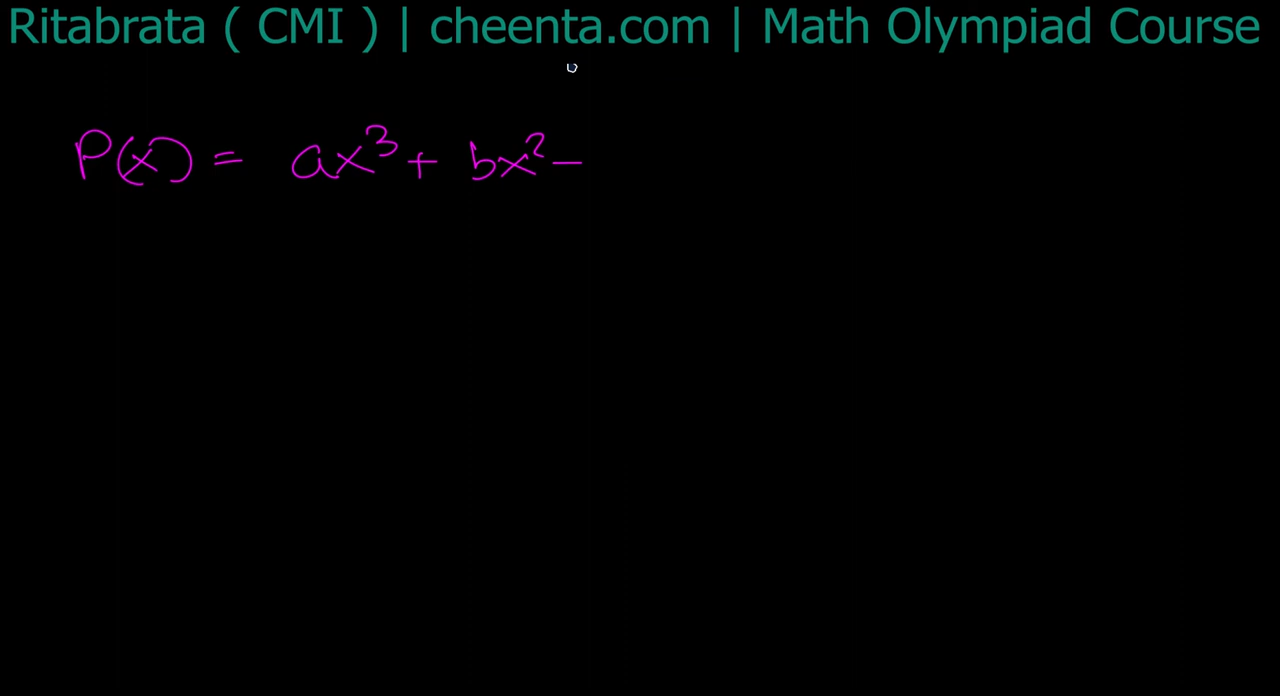 Ritabrata ( CMI ) | cheenta.com | Math Olympiad Course
P(x) = ax³ + bx² −